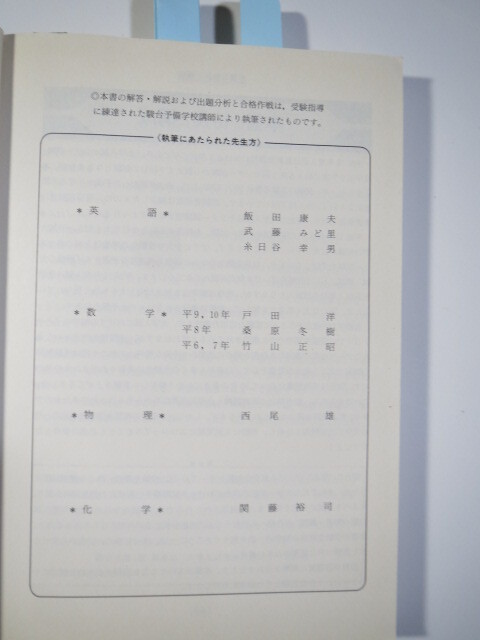 ◎本書の解答・解説および出題分析と合格作戦は、受験指導
に練達された駿台予備学校講師により執筆されたものです。
〈執筆にあたられた先生方〉
*英語* 飯田康夫
武藤みど里
糸日谷幸男
*数学* 平9,10年 戸田洋
平8年 桑原冬樹
平6,7年 竹山正昭
*物理* 西尾雄
*化学* 関藤裕司